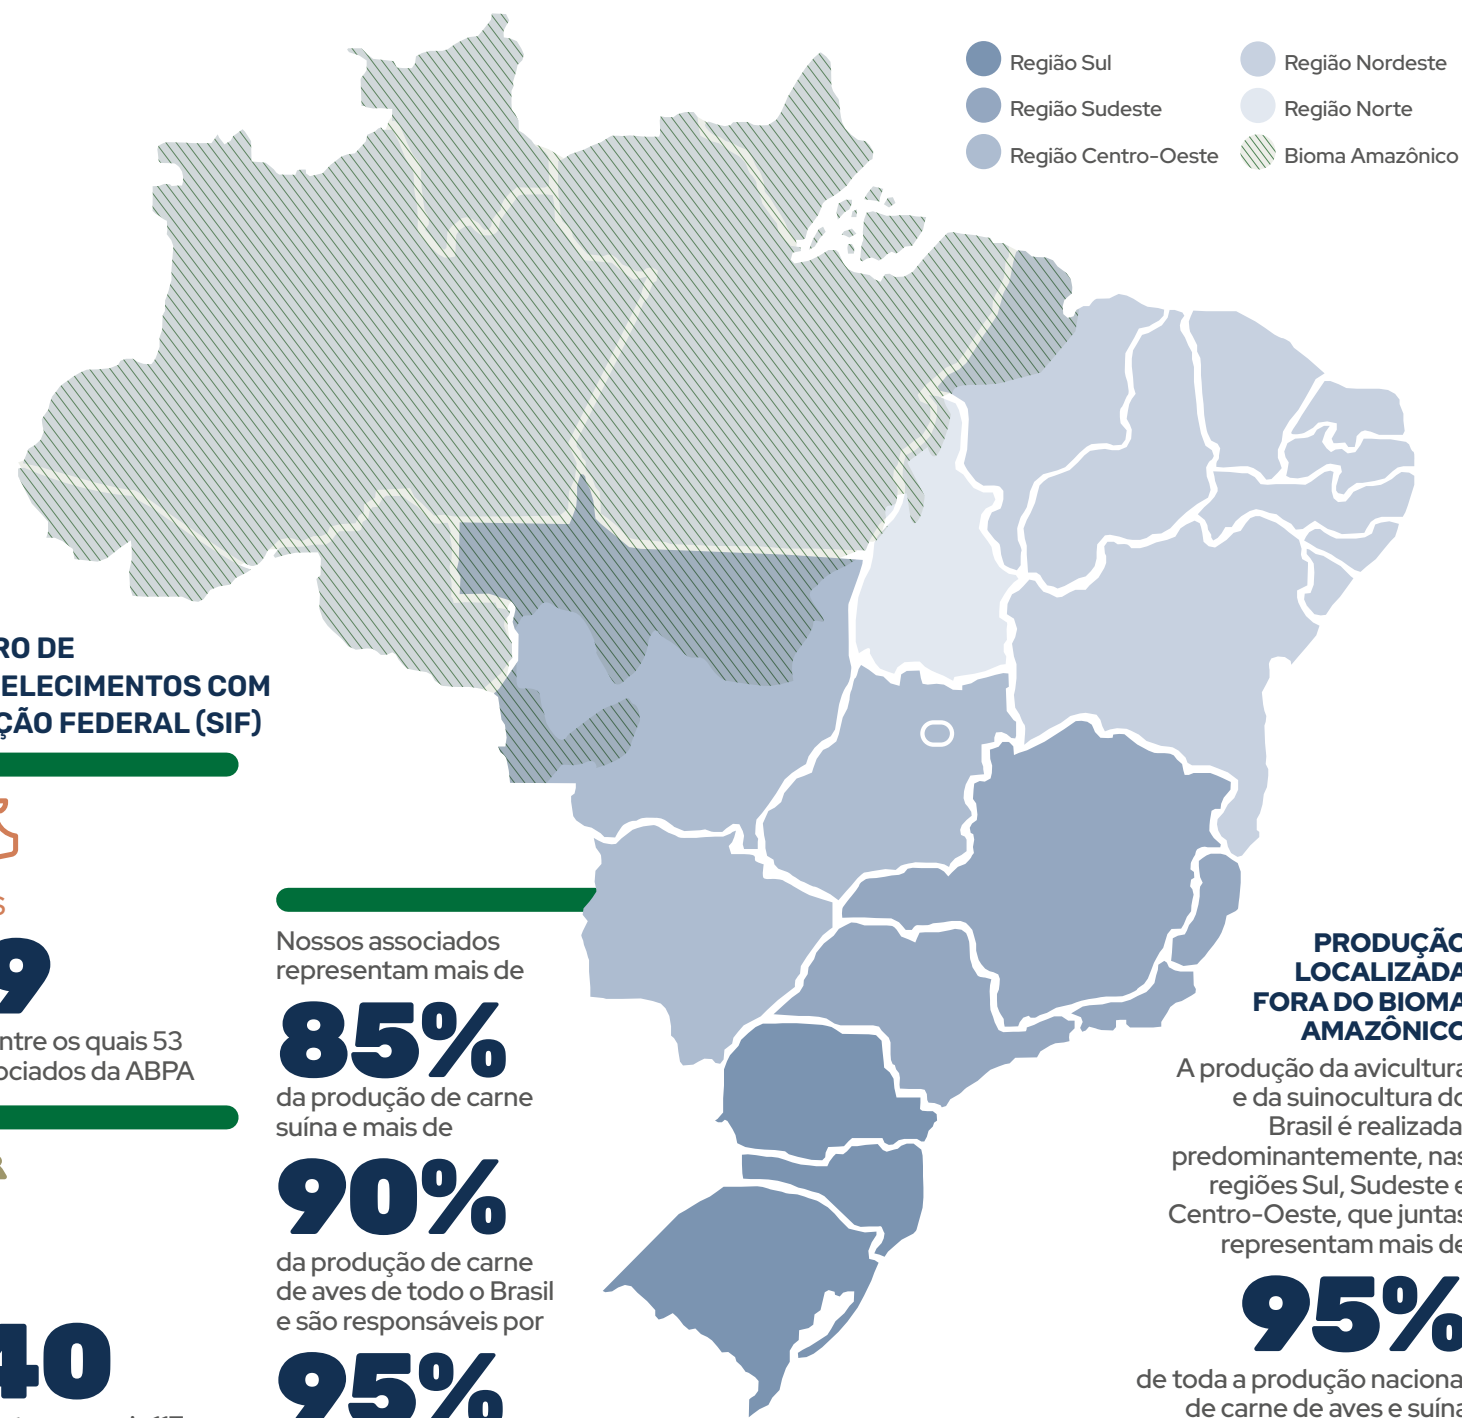 Região Sul
Região Sudeste
Região Centro-Oeste
Região Nordeste
Região Norte
Bioma Amazônico
RO DE
ELECIMENTOS COM
ÇÃO FEDERAL (SIF)
S
9
ntre os quais 53
ociados da ABPA
40
Nossos associados
representam mais de
85%
da produção de carne
suína e mais de
90%
da produção de carne
de aves de todo o Brasil
e são responsáveis por
95%
PRODUÇÃO
LOCALIZADA
FORA DO BIOMA
AMAZÔNICO
A produção da avicultura
e da suinocultura do
Brasil é realizada
predominantemente, nas
regiões Sul, Sudeste e
Centro-Oeste, que juntas
representam mais de
95%
de toda a produção naciona
de carne de aves e suína